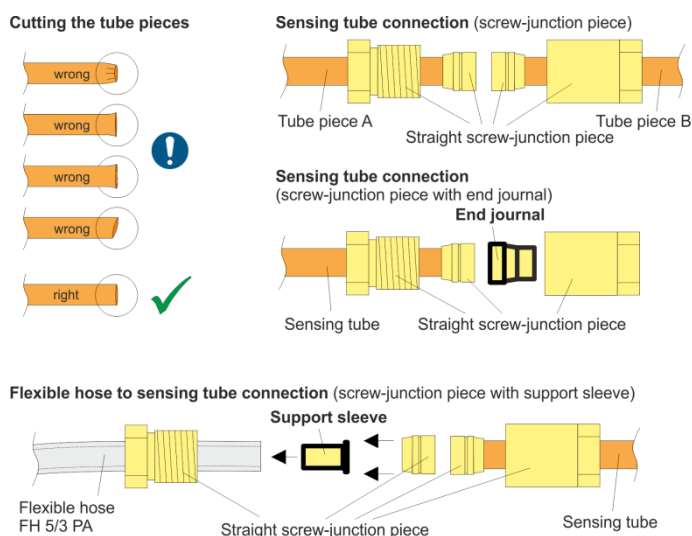 Cutting the tube pieces
wrong
wrong
wrong
wrong
right
Sensing tube connection (screw-junction piece)
Tube piece A
Straight screw-junction piece
Tube piece B
Sensing tube connection
(screw-junction piece with end journal)
End journal
Sensing tube
Straight screw-junction piece
Flexible hose to sensing tube connection (screw-junction piece with support sleeve)
Support sleeve
Flexible hose
FH 5/3 PA
Straight screw-junction piece
Sensing tube